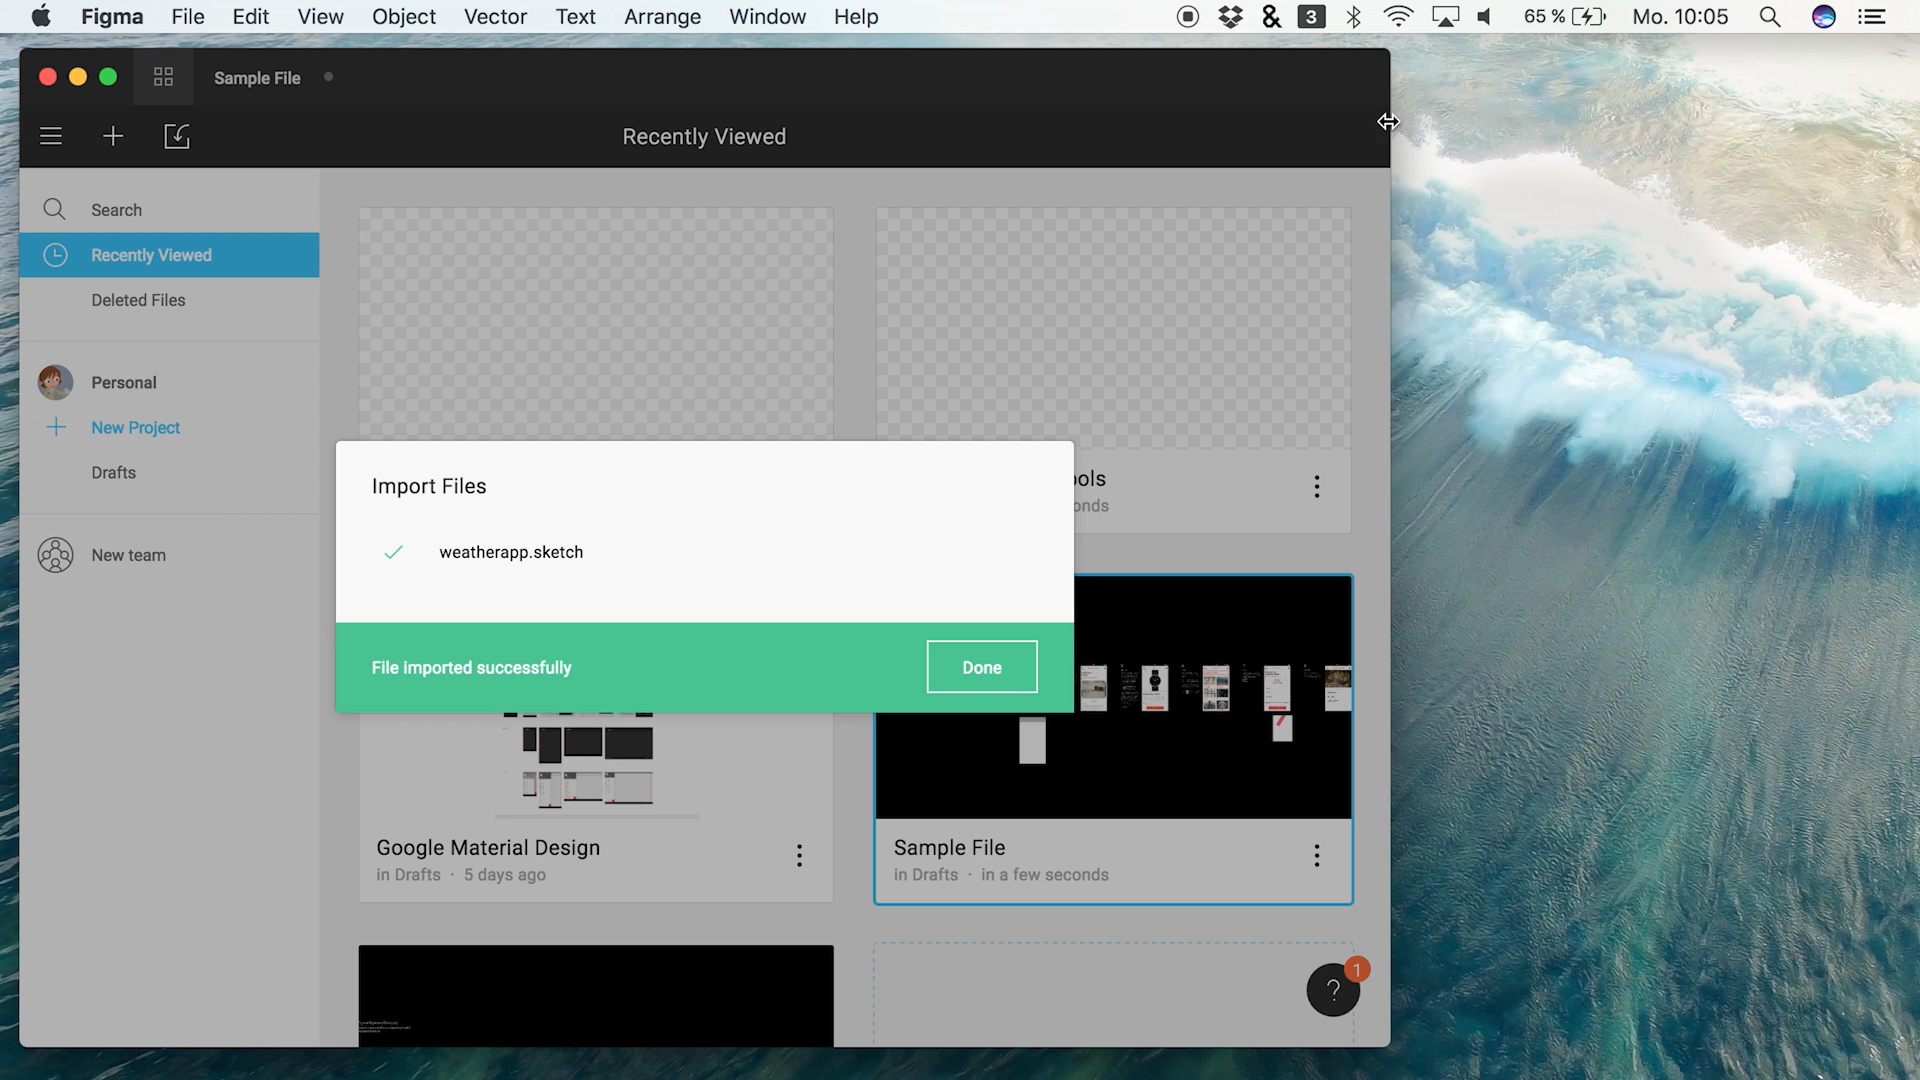 Figma File Edit View Object Vector Text Arrange Window Help 3 65 % Mo. 10:05
Sample File
Recently Viewed
Search
Recently Viewed
Deleted Files
Personal
New Project
Drafts
New team
ools
onds
Import Files
weatherapp.sketch
File imported successfully
Done
Google Material Design
in Drafts · 5 days ago
Sample File
in Drafts · in a few seconds
?
1